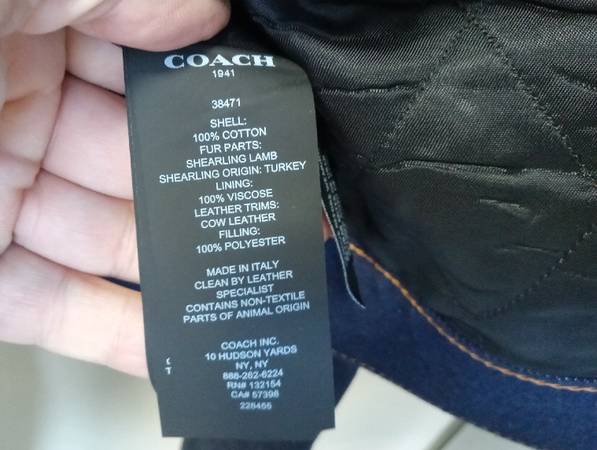 COACH
1941
38471
SHELL:
100% COTTON
FUR PARTS:
SHEARLING LAMB
SHEARLING ORIGIN: TURKEY
LINING:
100% VISCOSE
LEATHER TRIMS:
COW LEATHER
FILLING:
100% POLYESTER
MADE IN ITALY
CLEAN BY LEATHER
SPECIALIST
CONTAINS NON-TEXTILE
PARTS OF ANIMAL ORIGIN
COACH INC.
10 HUDSON YARDS
NY, NY
888-262-6224
RN# 132154
CA# 57398
228455